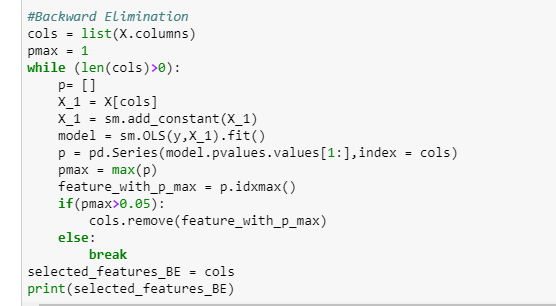 #Backward Elimination
cols = list(X.columns)
pmax = 1
while (len(cols)>0):
    p= []
    X_1 = X[cols]
    X_1 = sm.add_constant(X_1)
    model = sm.OLS(y,X_1).fit()
    p = pd.Series(model.pvalues.values[1:],index = cols)
    pmax = max(p)
    feature_with_p_max = p.idxmax()
    if(pmax>0.05):
        cols.remove(feature_with_p_max)
    else:
        break
selected_features_BE = cols
print(selected_features_BE)